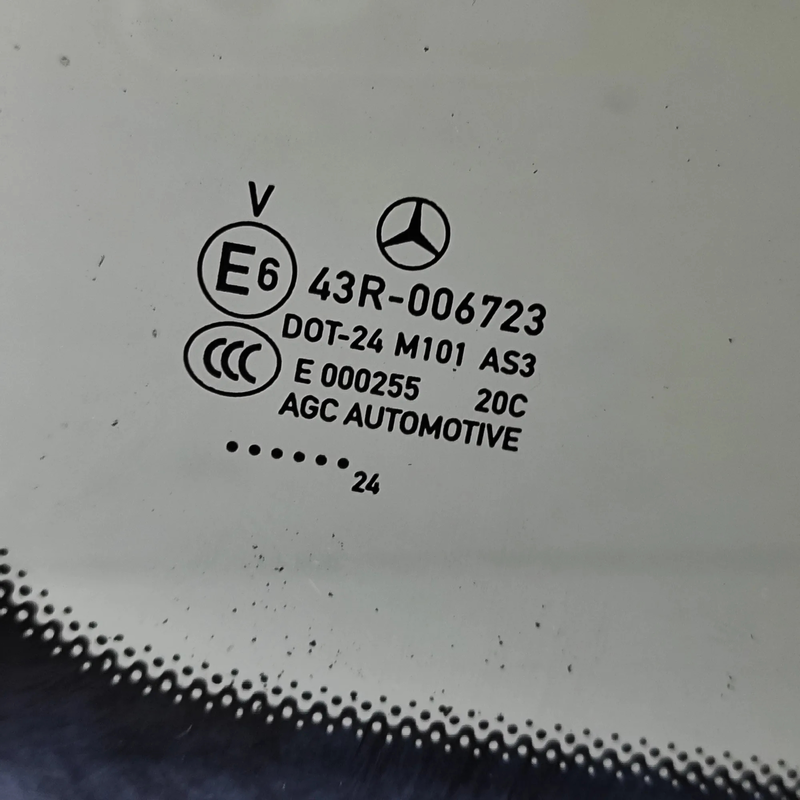 V
E6 43R-006723
DOT-24 M101 AS3
CCC E 000255 20C
AGC AUTOMOTIVE
••••••24